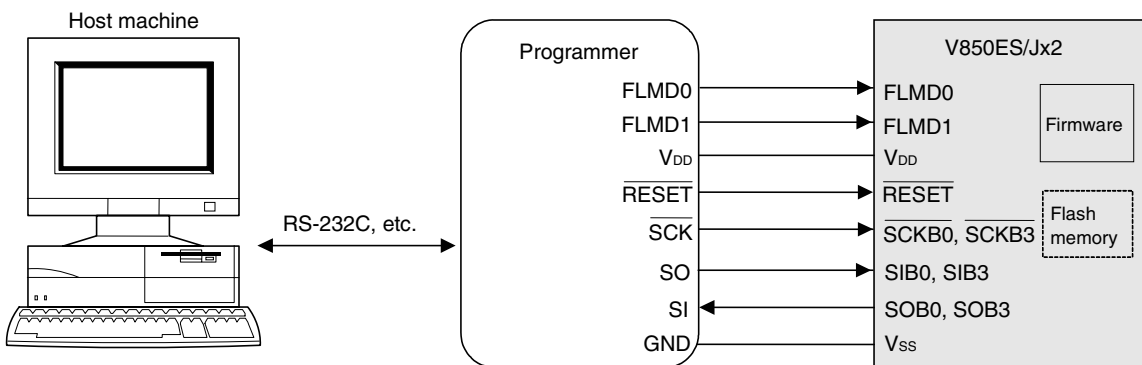 Host machine
RS-232C, etc.
Programmer
FLMD0
FLMD1
VDD
RESET
SCK
SO
SI
GND
V850ES/Jx2
FLMD0
FLMD1
VDD
RESET
SCKB0, SCKB3
SIB0, SIB3
SOB0, SOB3
VSS
Firmware
Flash
memory